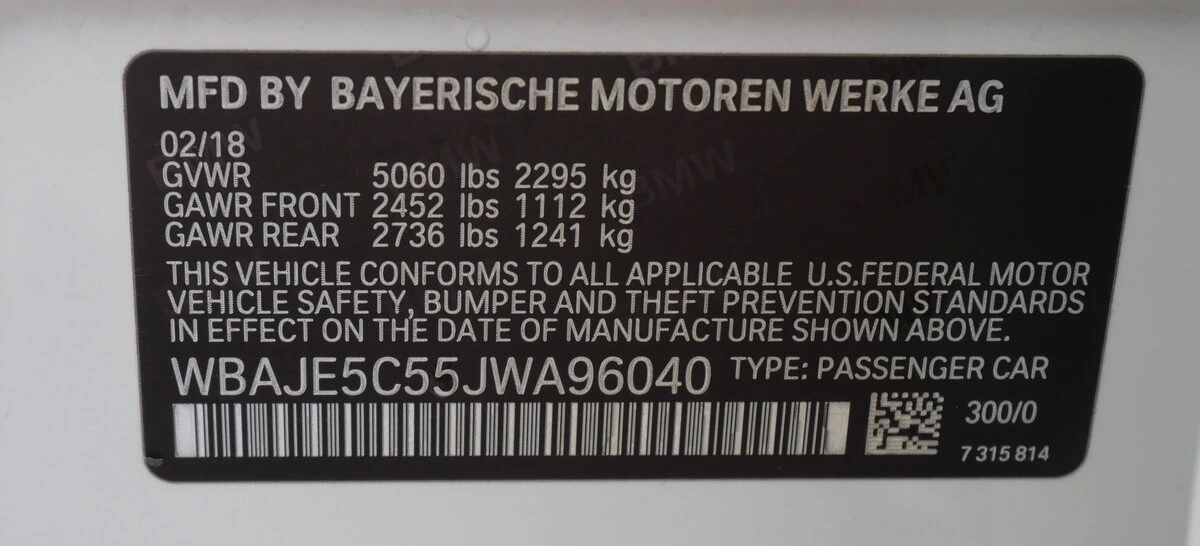 MFD BY BAYERISCHE MOTOREN WERKE AG
02/18
GVWR 5060 lbs 2295 kg
GAWR FRONT 2452 lbs 1112 kg
GAWR REAR 2736 lbs 1241 kg
THIS VEHICLE CONFORMS TO ALL APPLICABLE U.S.FEDERAL MOTOR
VEHICLE SAFETY, BUMPER AND THEFT PREVENTION STANDARDS
IN EFFECT ON THE DATE OF MANUFACTURE SHOWN ABOVE.
WBAJE5C55JWA96040 TYPE: PASSENGER CAR
300/0
7 315 814